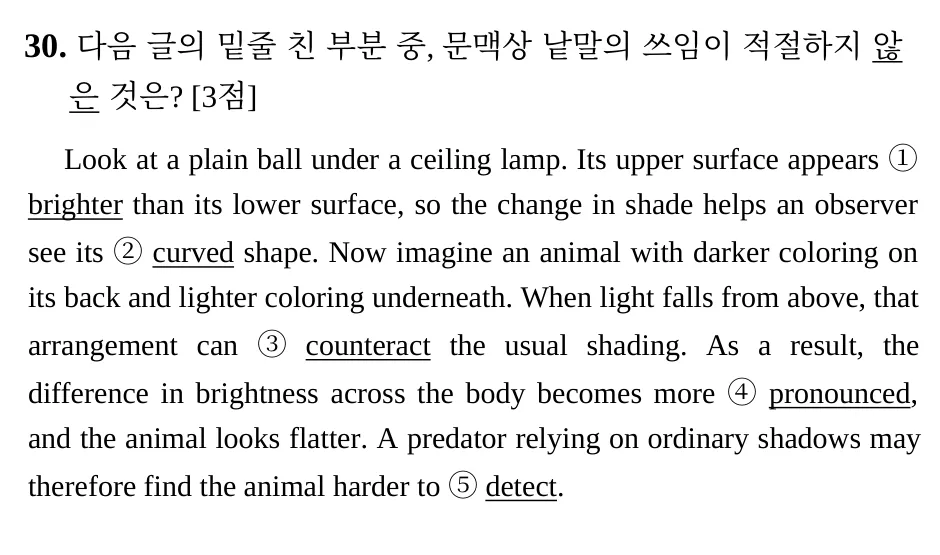 30. 다음 글의 밑줄 친 부분 중, 문맥상 낱말의 쓰임이 적절하지 않
은 것은? [3점]
Look at a plain ball under a ceiling lamp. Its upper surface appears ①
brighter than its lower surface, so the change in shade helps an observer
see its ② curved shape. Now imagine an animal with darker coloring on
its back and lighter coloring underneath. When light falls from above, that
arrangement can ③ counteract the usual shading. As a result, the
difference in brightness across the body becomes more ④ pronounced,
and the animal looks flatter. A predator relying on ordinary shadows may
therefore find the animal harder to ⑤ detect.